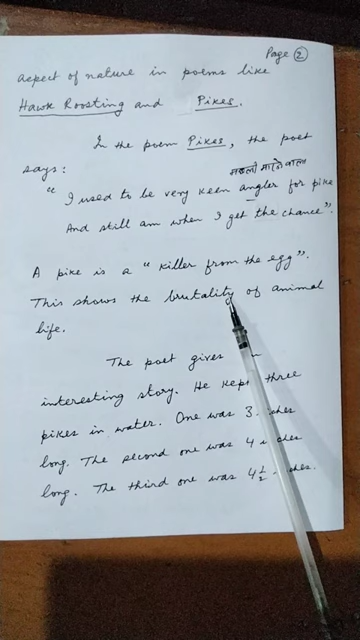 Page 2
aspect of nature in poems like
Hawk Roosting and Pikes.
In the poem Pikes, the poet
says:
मछली मारने वाला
"I used to be very keen angler for pike
And still am when I get the chance".
A pike is a "killer from the egg".
This shows the brutality of animal
life.
The poet gives
interesting story. He kept three
pikes in water. One was 3
long. The second one was 4
long. The third one was 4½